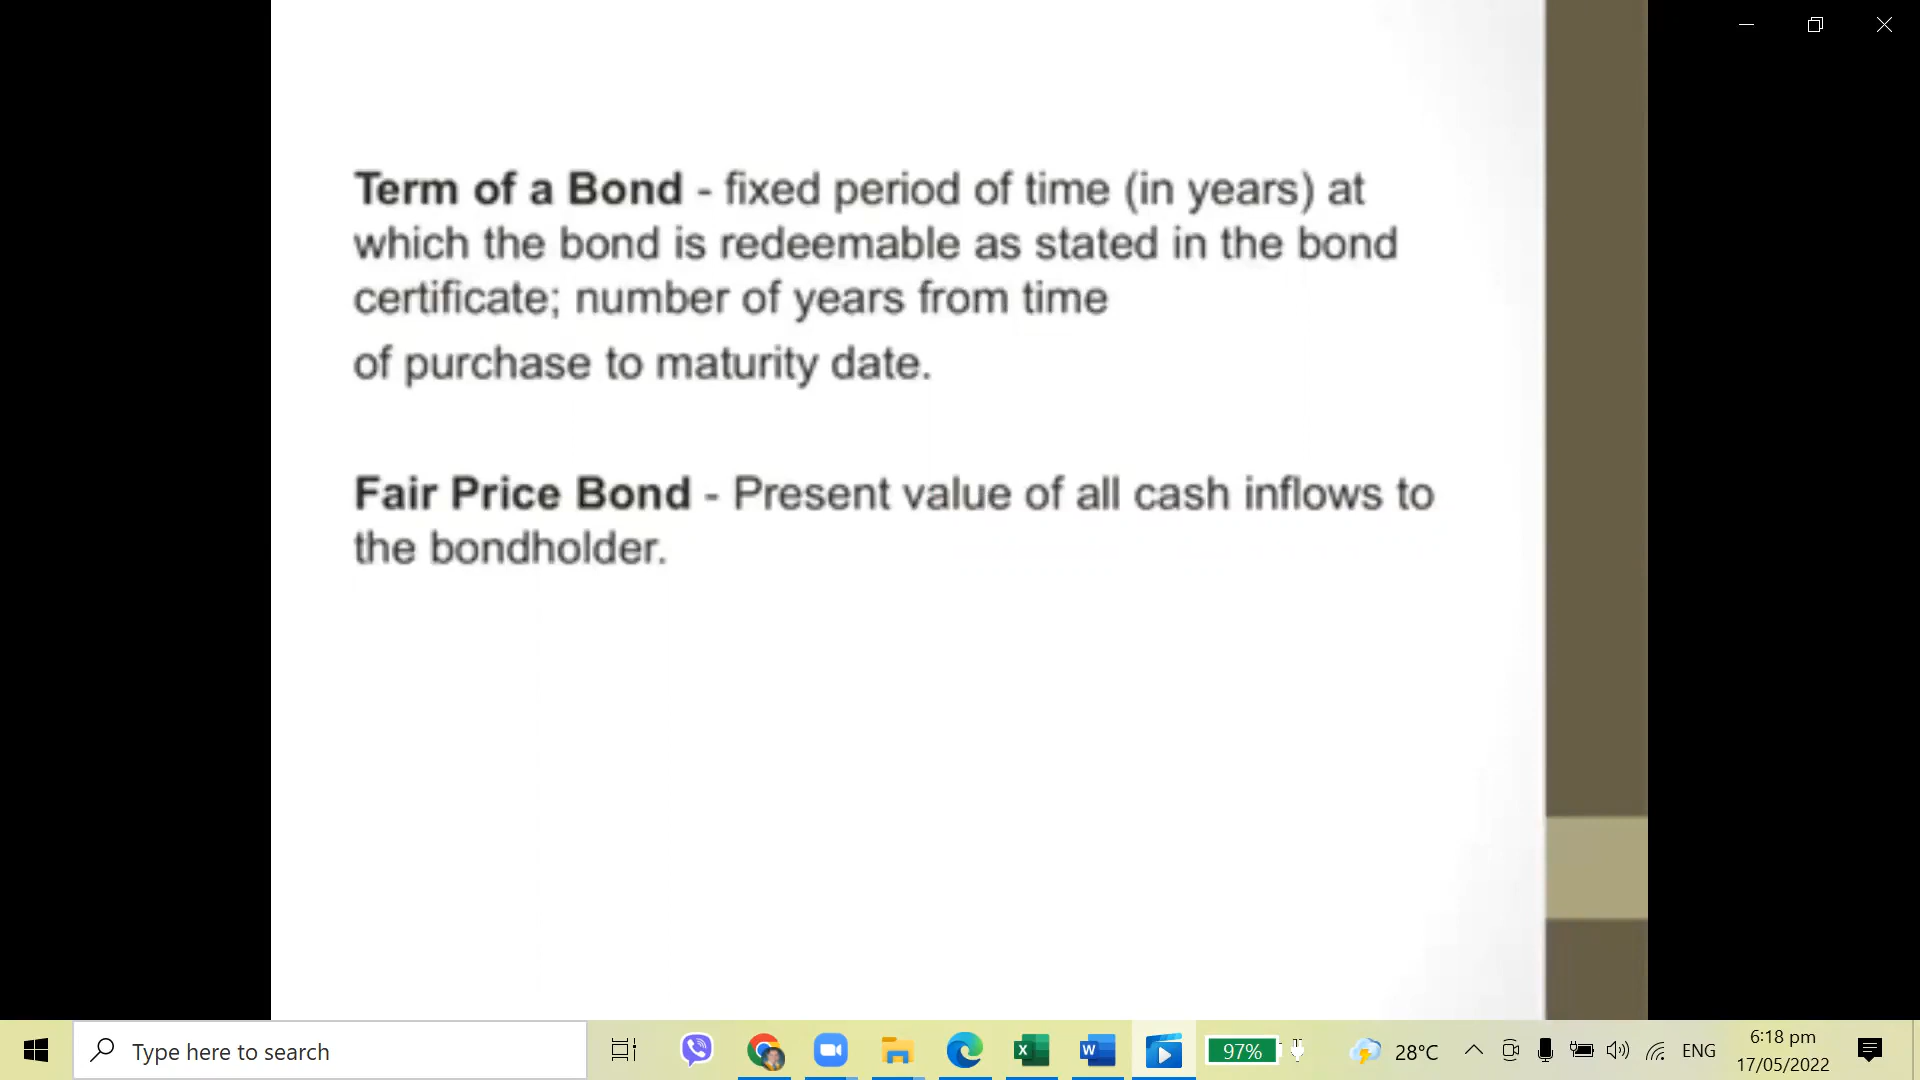 Term of a Bond - fixed period of time (in years) at
which the bond is redeemable as stated in the bond
certificate; number of years from time
of purchase to maturity date.
Fair Price Bond - Present value of all cash inflows to
the bondholder.
Type here to search
97%
28°C
ENG
6:18 pm
17/05/2022